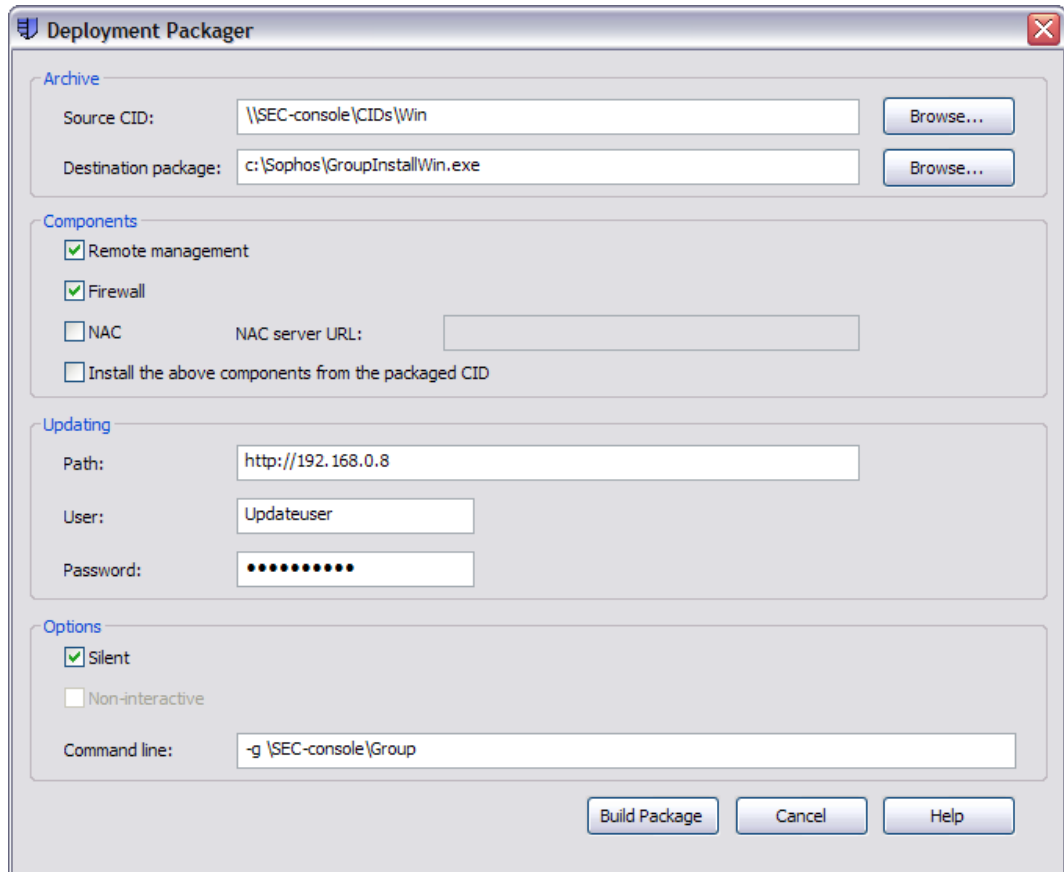 Deployment Packager
Archive
Source CID: \\SEC-console\CIDs\Win Browse...
Destination package: c:\Sophos\GroupInstallWin.exe Browse...
Components
Remote management
Firewall
NAC NAC server URL:
Install the above components from the packaged CID
Updating
Path: http://192.168.0.8
User: Updateuser
Password: ••••••••••
Options
Silent
Non-interactive
Command line: -g \SEC-console\Group
Build Package Cancel Help